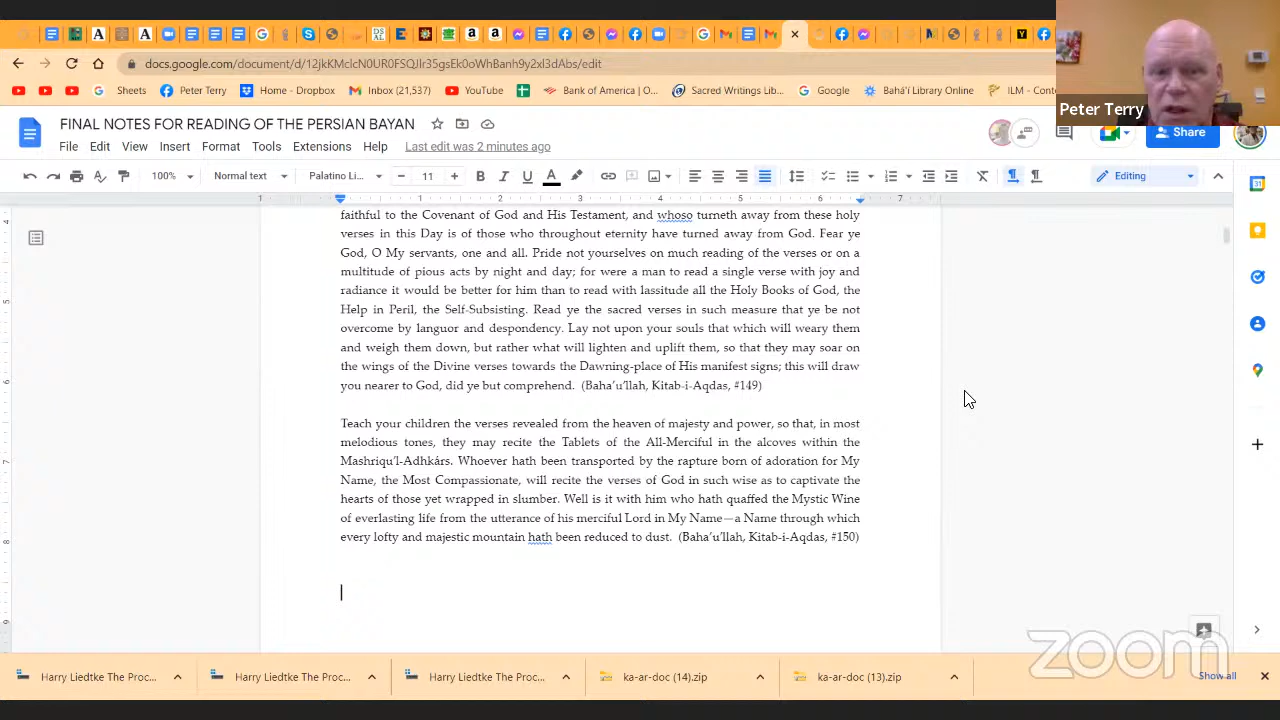 docs.google.com/document/d/12jkKMclcN0UR0FSQJlr35gsEk0oWhBanh9y2xl3dAbs/edit
Sheets
Peter Terry
Home - Dropbox
Inbox (21,537)
YouTube
Bank of America | O...
Sacred Writings Lib...
Google
Bahá'í Library Online
ILM - Conten
Peter Terry
FINAL NOTES FOR READING OF THE PERSIAN BAYAN
File Edit View Insert Format Tools Extensions Help Last edit was 2 minutes ago
Share
100% Normal text Palatino Li... 11 Editing
1 1 2 3 4 5 6 7
faithful to the Covenant of God and His Testament, and whoso turneth away from these holy
verses in this Day is of those who throughout eternity have turned away from God. Fear ye
God, O My servants, one and all. Pride not yourselves on much reading of the verses or on a
multitude of pious acts by night and day; for were a man to read a single verse with joy and
radiance it would be better for him than to read with lassitude all the Holy Books of God, the
Help in Peril, the Self-Subsisting. Read ye the sacred verses in such measure that ye be not
overcome by languor and despondency. Lay not upon your souls that which will weary them
and weigh them down, but rather what will lighten and uplift them, so that they may soar on
the wings of the Divine verses towards the Dawning-place of His manifest signs; this will draw
you nearer to God, did ye but comprehend. (Baha'u'llah, Kitab-i-Aqdas, #149)
Teach your children the verses revealed from the heaven of majesty and power, so that, in most
melodious tones, they may recite the Tablets of the All-Merciful in the alcoves within the
Mashriqu'l-Adhkárs. Whoever hath been transported by the rapture born of adoration for My
Name, the Most Compassionate, will recite the verses of God in such wise as to captivate the
hearts of those yet wrapped in slumber. Well is it with him who hath quaffed the Mystic Wine
of everlasting life from the utterance of his merciful Lord in My Name—a Name through which
every lofty and majestic mountain hath been reduced to dust. (Baha'u'llah, Kitab-i-Aqdas, #150)
zoom
Harry Liedtke The Proc...
Harry Liedtke The Proc...
Harry Liedtke The Proc...
ka-ar-doc (14).zip
ka-ar-doc (13).zip
Show all